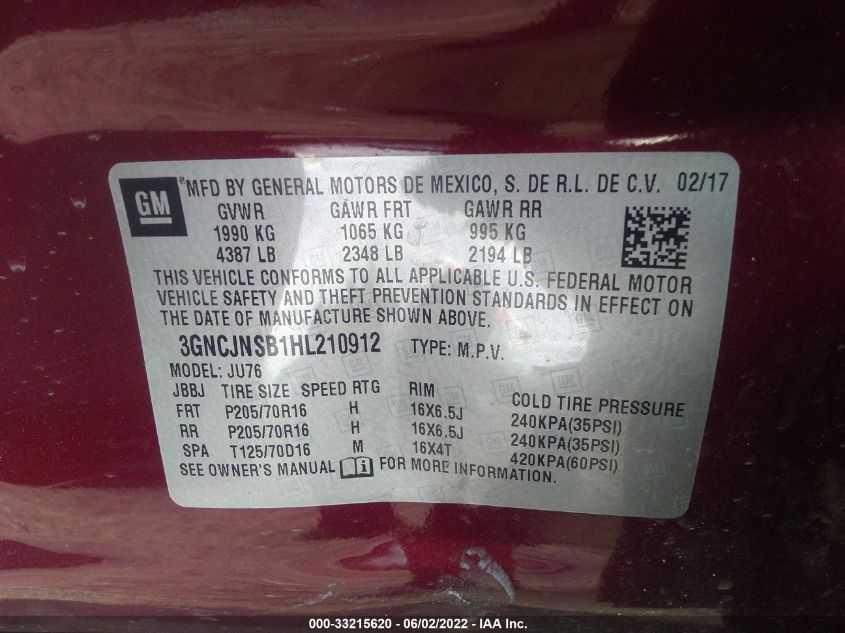 GM
*MFD BY GENERAL MOTORS DE MEXICO, S. DE R.L. DE C.V. 02/17
GVWR GAWR FRT GAWR RR
1990 KG 1065 KG 995 KG
4387 LB 2348 LB 2194 LB
THIS VEHICLE CONFORMS TO ALL APPLICABLE U.S. FEDERAL MOTOR
VEHICLE SAFETY AND THEFT PREVENTION STANDARDS IN EFFECT ON
THE DATE OF MANUFACTURE SHOWN ABOVE.
3GNCJNSB1HL210912 TYPE: M.P.V.
MODEL: JU76
JBBJ TIRE SIZE SPEED RTG RIM COLD TIRE PRESSURE
FRT P205/70R16 H 16X6.5J 240KPA(35PSI)
RR P205/70R16 H 16X6.5J 240KPA(35PSI)
SPA T125/70D16 M 16X4T 420KPA(60PSI)
SEE OWNER'S MANUAL FOR MORE INFORMATION.
000-33215620 - 06/02/2022 - IAA Inc.